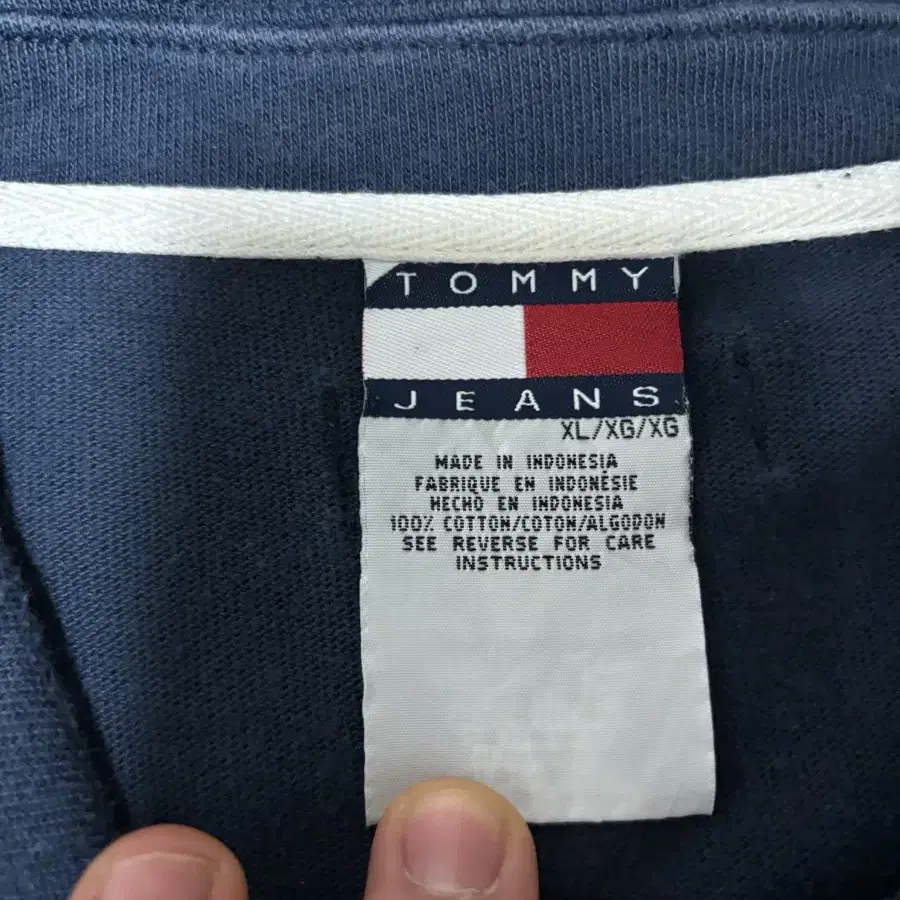 TOMMY
JEANS
XL/XG/XG
MADE IN INDONESIA
FABRIQUE EN INDONÉSIE
HECHO EN INDONESIA
100% COTTON/COTON/ALGODON
SEE REVERSE FOR CARE
INSTRUCTIONS